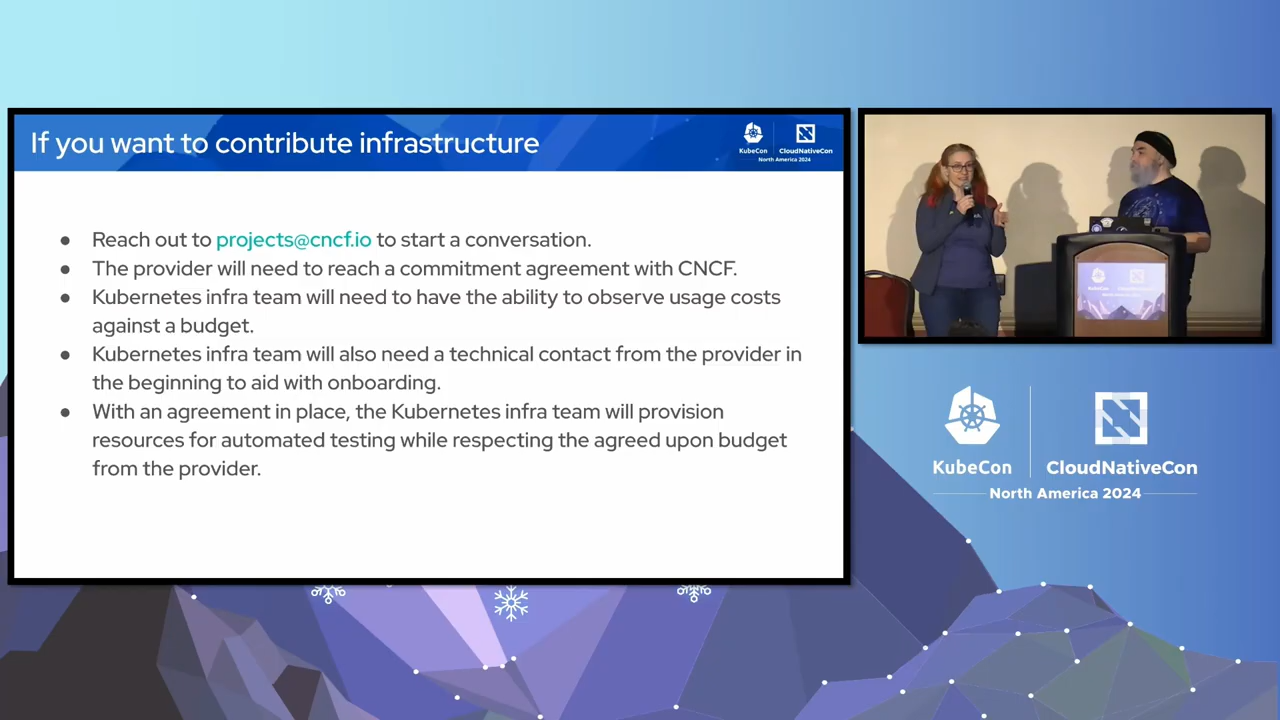 If you want to contribute infrastructure
KubeCon
CloudNativeCon
North America 2024
● Reach out to projects@cncf.io to start a conversation.
● The provider will need to reach a commitment agreement with CNCF.
● Kubernetes infra team will need to have the ability to observe usage costs
against a budget.
● Kubernetes infra team will also need a technical contact from the provider in
the beginning to aid with onboarding.
● With an agreement in place, the Kubernetes infra team will provision
resources for automated testing while respecting the agreed upon budget
from the provider.
KubeCon
CloudNativeCon
North America 2024